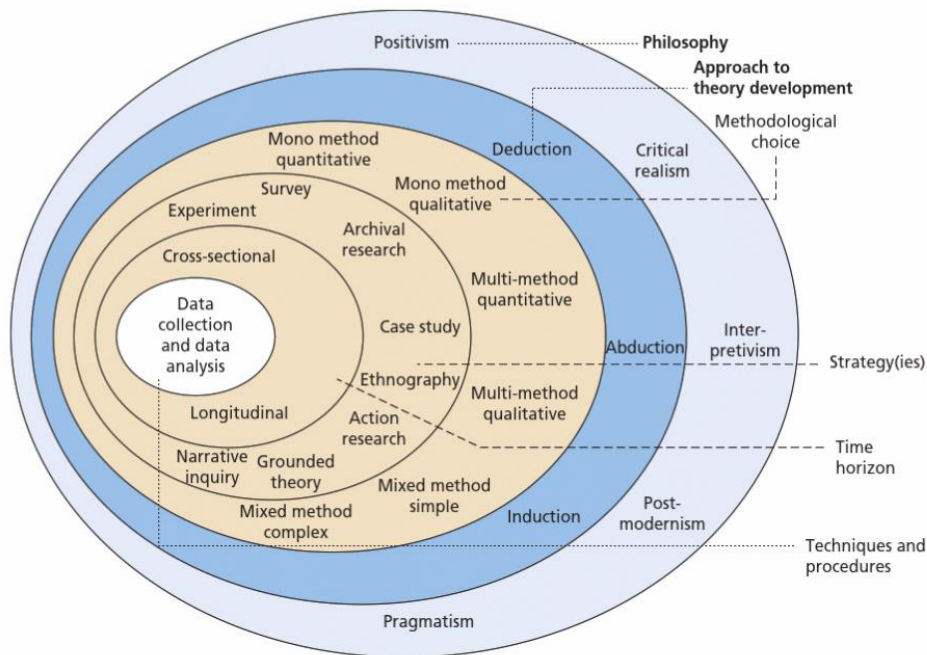 Positivism
Philosophy
Approach to
theory development
Methodological
choice
Mono method
quantitative
Deduction
Critical
realism
Mono method
qualitative
Survey
Experiment
Archival
research
Cross-sectional
Multi-method
quantitative
Data
collection
and data
analysis
Case study
Abduction
Inter-
pretivism
Strategy(ies)
Ethnography
Multi-method
qualitative
Longitudinal
Action
research
Time
horizon
Narrative
inquiry
Grounded
theory
Mixed method
simple
Mixed method
complex
Induction
Post-
modernism
Techniques and
procedures
Pragmatism